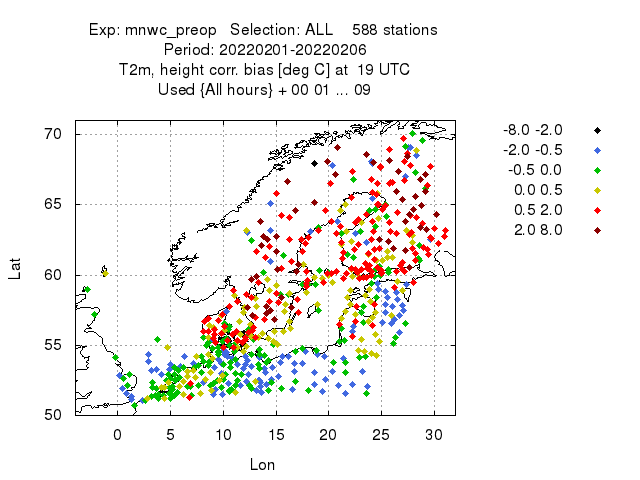 Exp: mnwc_preop Selection: ALL 588 stations
Period: 20220201-20220206
T2m, height corr. bias [deg C] at 19 UTC
Used {All hours} + 00 01 ... 09
-8.0 -2.0
-2.0 -0.5
-0.5 0.0
0.0 0.5
0.5 2.0
2.0 8.0
70
65
60
55
50
Lat
0 5 10 15 20 25 30
Lon